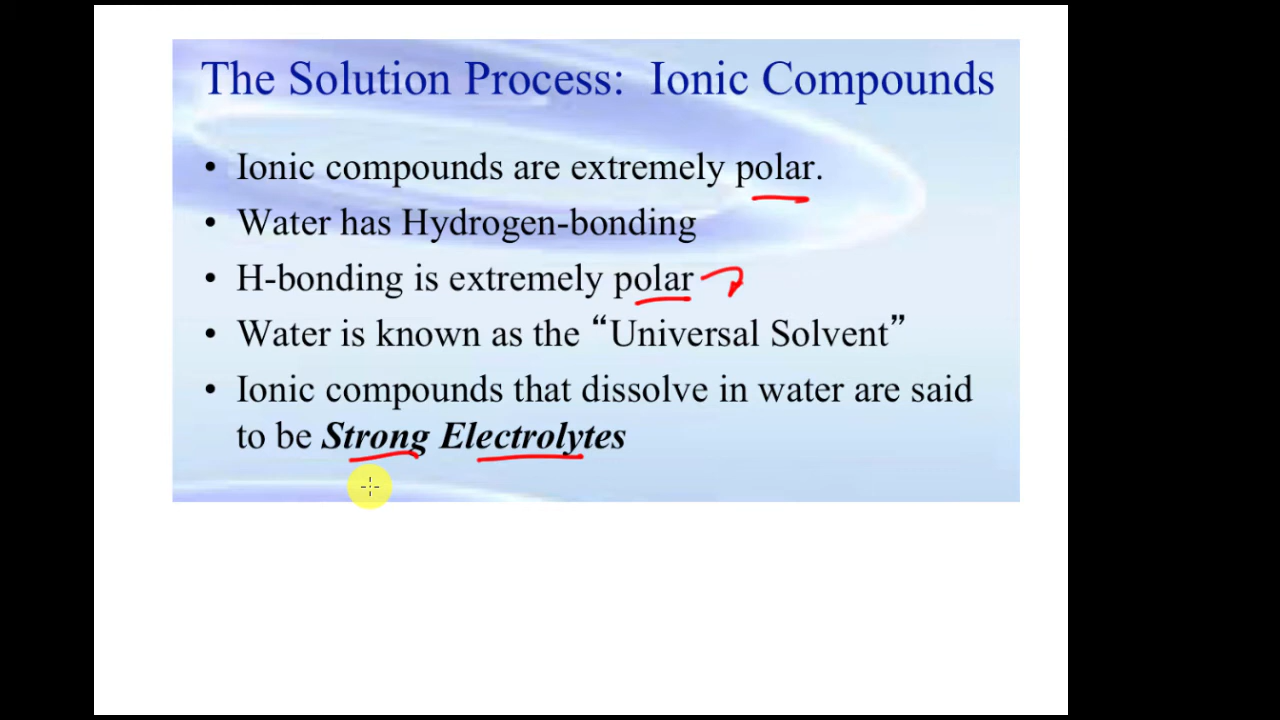 The Solution Process:  Ionic Compounds
• Ionic compounds are extremely polar.
• Water has Hydrogen-bonding
• H-bonding is extremely polar
• Water is known as the “Universal Solvent”
• Ionic compounds that dissolve in water are said
to be Strong Electrolytes